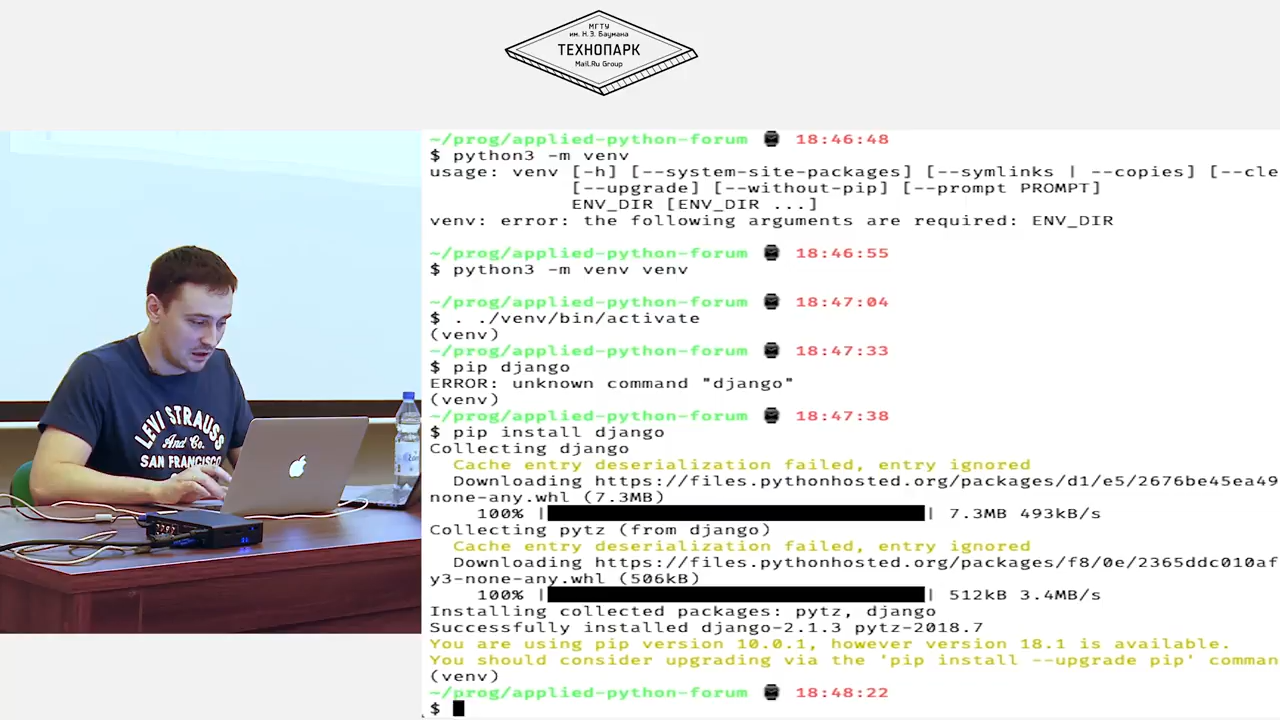 МГТУ
им. Н.Э. Баумана
ТЕХНОПАРК
Mail.Ru Group
~/prog/applied-python-forum 18:46:48
$ python3 -m venv
usage: venv [-h] [--system-site-packages] [--symlinks | --copies] [--cle
[--upgrade] [--without-pip] [--prompt PROMPT]
ENV_DIR [ENV_DIR ...]
venv: error: the following arguments are required: ENV_DIR
~/prog/applied-python-forum 18:46:55
$ python3 -m venv venv
~/prog/applied-python-forum 18:47:04
$ . ./venv/bin/activate
(venv)
~/prog/applied-python-forum 18:47:33
$ pip django
ERROR: unknown command "django"
(venv)
~/prog/applied-python-forum 18:47:38
$ pip install django
Collecting django
Cache entry deserialization failed, entry ignored
Downloading https://files.pythonhosted.org/packages/d1/e5/2676be45ea49
none-any.whl (7.3MB)
100% || 7.3MB 493kB/s
Collecting pytz (from django)
Cache entry deserialization failed, entry ignored
Downloading https://files.pythonhosted.org/packages/f8/0e/2365ddc010af
y3-none-any.whl (506kB)
100% || 512kB 3.4MB/s
Installing collected packages: pytz, django
Successfully installed django-2.1.3 pytz-2018.7
You are using pip version 10.0.1, however version 18.1 is available.
You should consider upgrading via the 'pip install --upgrade pip' comman
(venv)
~/prog/applied-python-forum 18:48:22
$
LEVI STRAUSS
And Co.
SAN FRANCISCO